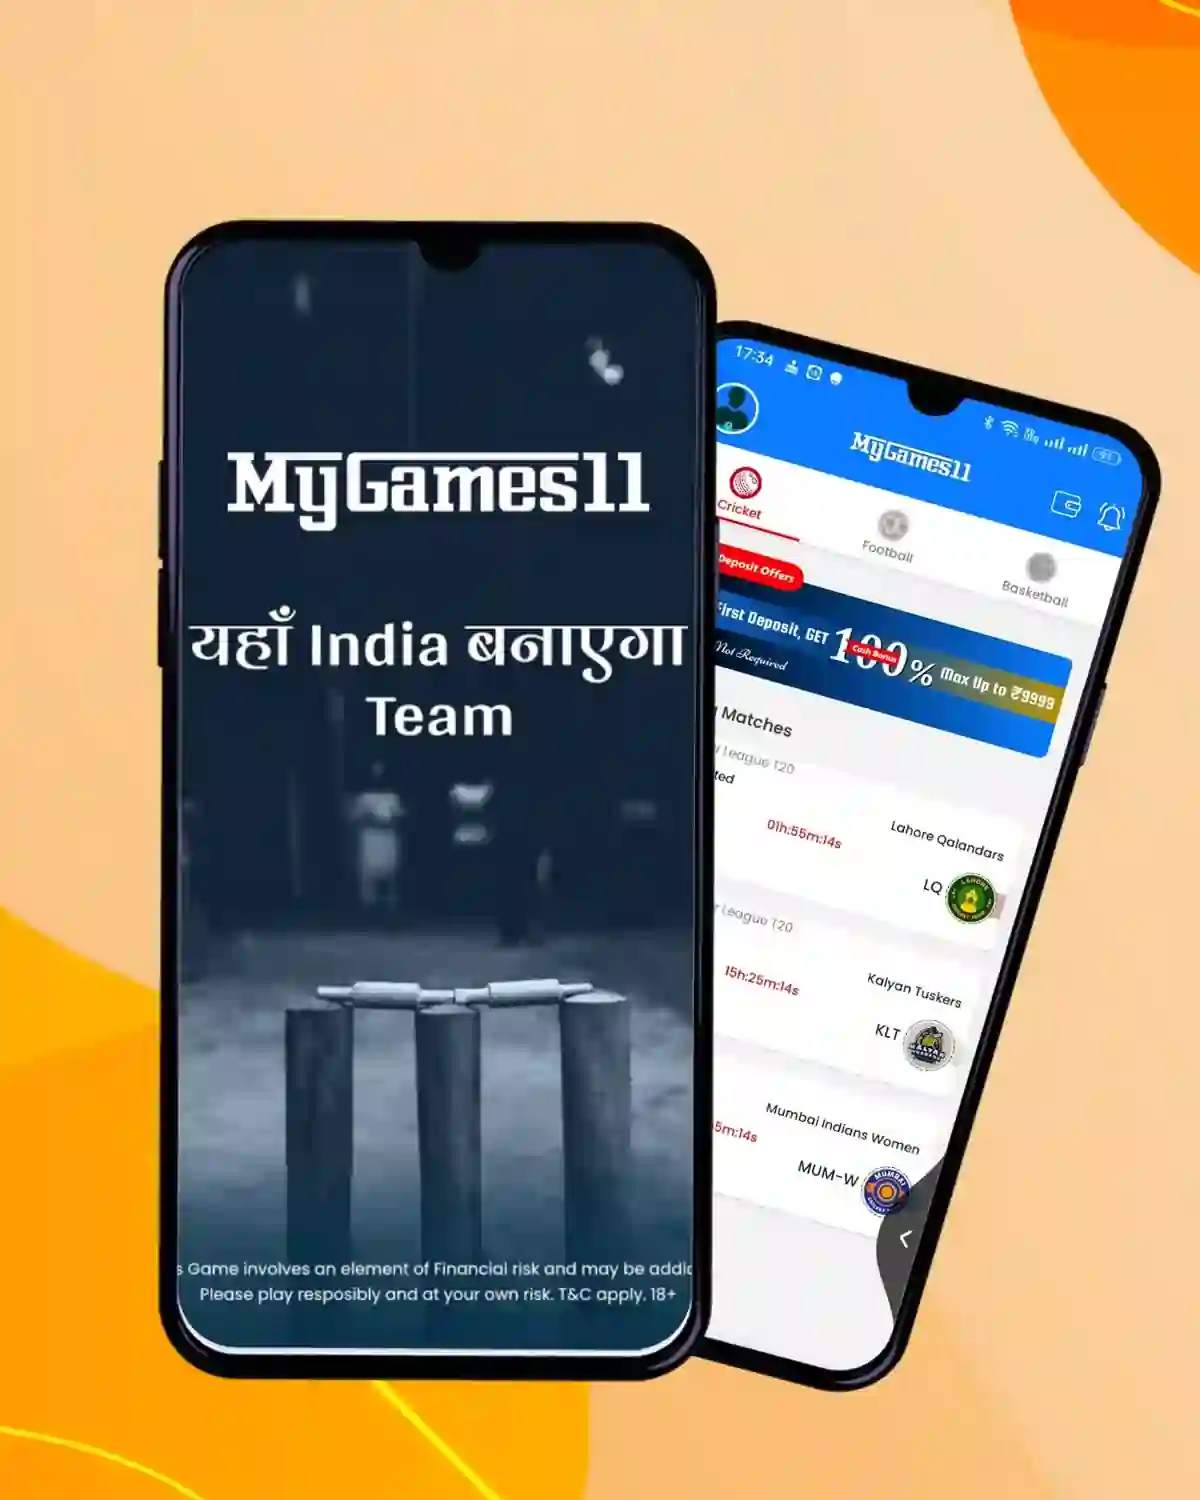 MyGames11
यहाँ India बनाएगा
Team
s Game involves an element of Financial risk and may be addic
Please play resposibly and at your own risk. T&C apply. 18+
17:34
MyGames11
Cricket
Football
Basketball
Deposit Offers
First Deposit, GET 100% Max Up to ₹9999
Cash Bonus
Not Required
Matches
League T20
ted
Lahore Qalandars
01h:55m:14s
LQ
League T20
Kalyan Tuskers
15h:25m:14s
KLT
Mumbai Indians Women
5m:14s
MUM-W
MUMBAI